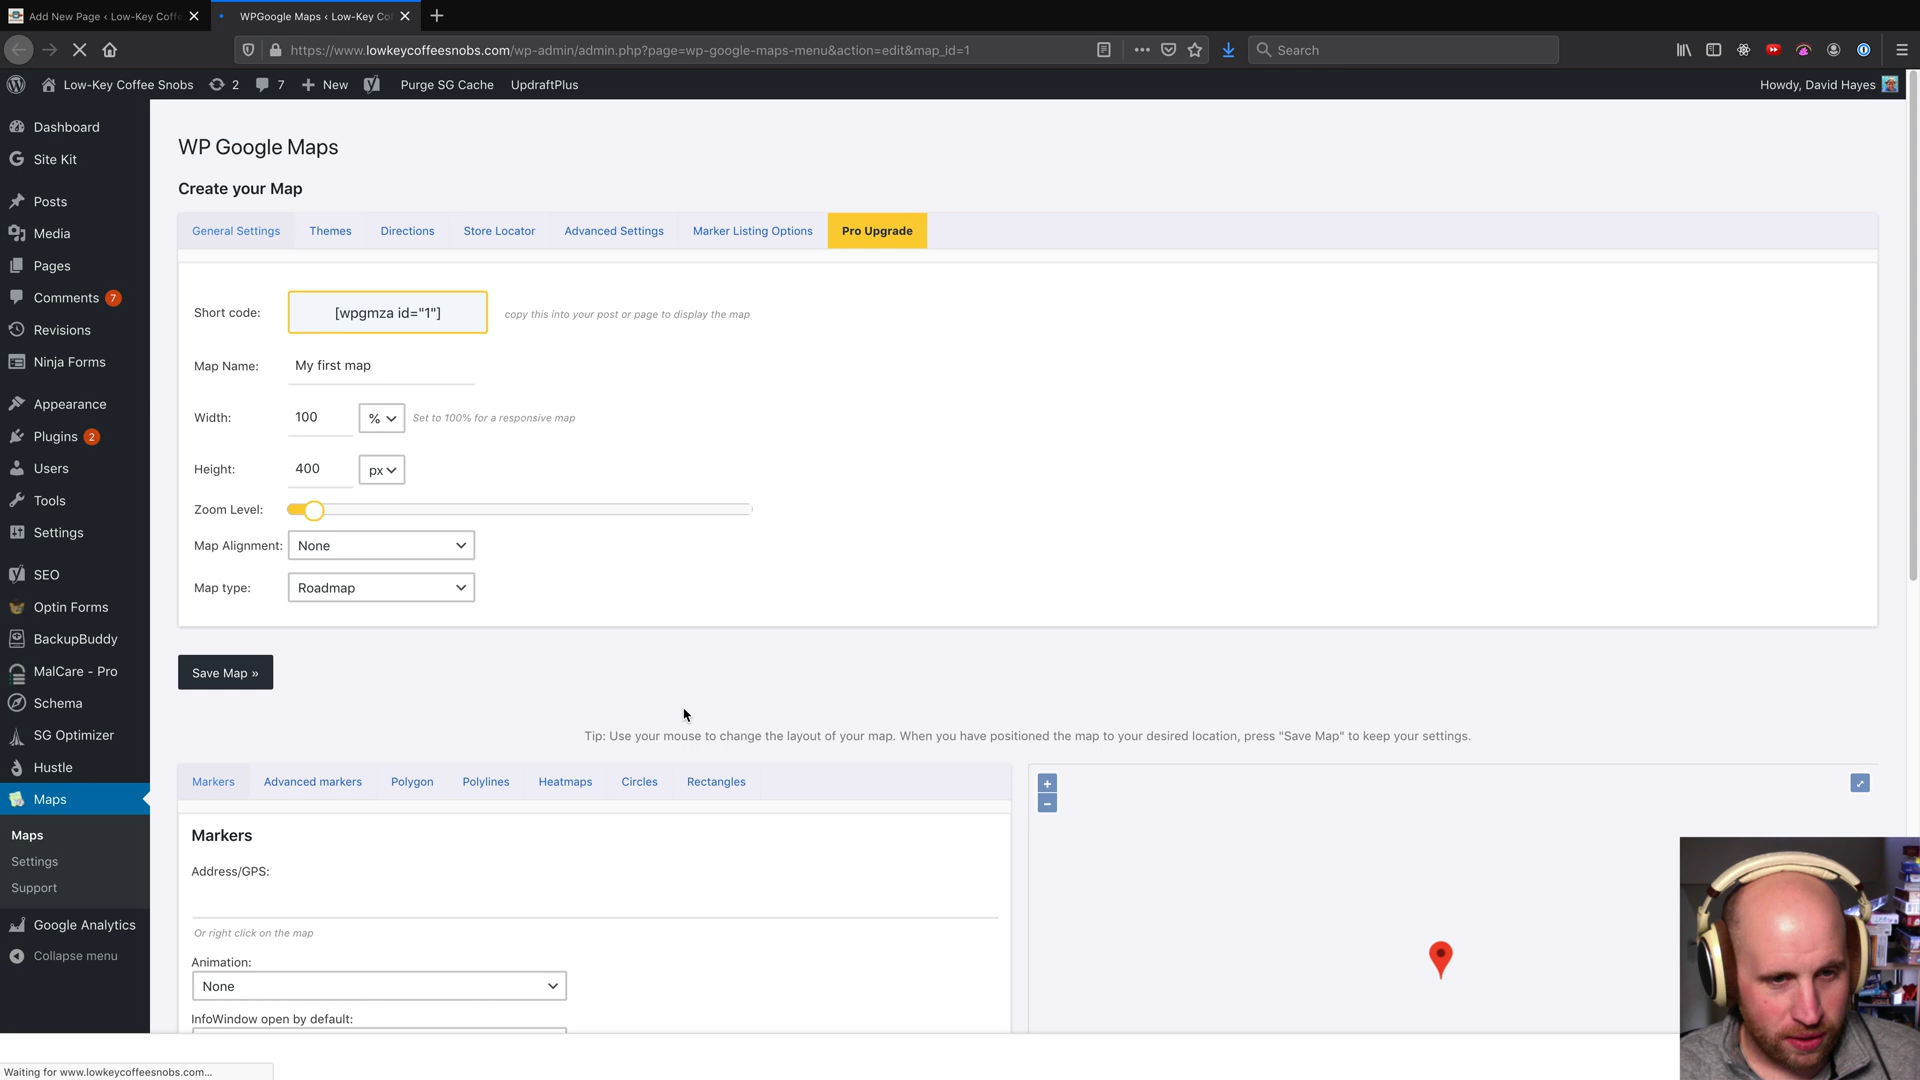 Add New Page ‹ Low-Key Coffe
WPGoogle Maps ‹ Low-Key Co
https://www.lowkeycoffeesnobs.com/wp-admin/admin.php?page=wp-google-maps-menu&action=edit&map_id=1
Search
Low-Key Coffee Snobs
2
7
New
Purge SG Cache
UpdraftPlus
Howdy, David Hayes
Dashboard
Site Kit
Posts
Media
Pages
Comments 7
Revisions
Ninja Forms
Appearance
Plugins 2
Users
Tools
Settings
SEO
Optin Forms
BackupBuddy
MalCare - Pro
Schema
SG Optimizer
Hustle
Maps
Maps
Settings
Support
Google Analytics
Collapse menu
WP Google Maps
Create your Map
General Settings
Themes
Directions
Store Locator
Advanced Settings
Marker Listing Options
Pro Upgrade
Short code:
[wpgmza id="1"]
copy this into your post or page to display the map
Map Name:
My first map
Width:
100
%
Set to 100% for a responsive map
Height:
400
px
Zoom Level:
Map Alignment:
None
Map type:
Roadmap
Save Map »
Tip: Use your mouse to change the layout of your map. When you have positioned the map to your desired location, press "Save Map" to keep your settings.
Markers
Advanced markers
Polygon
Polylines
Heatmaps
Circles
Rectangles
Markers
Address/GPS:
Or right click on the map
Animation:
None
InfoWindow open by default:
+
−
Waiting for www.lowkeycoffeesnobs.com...